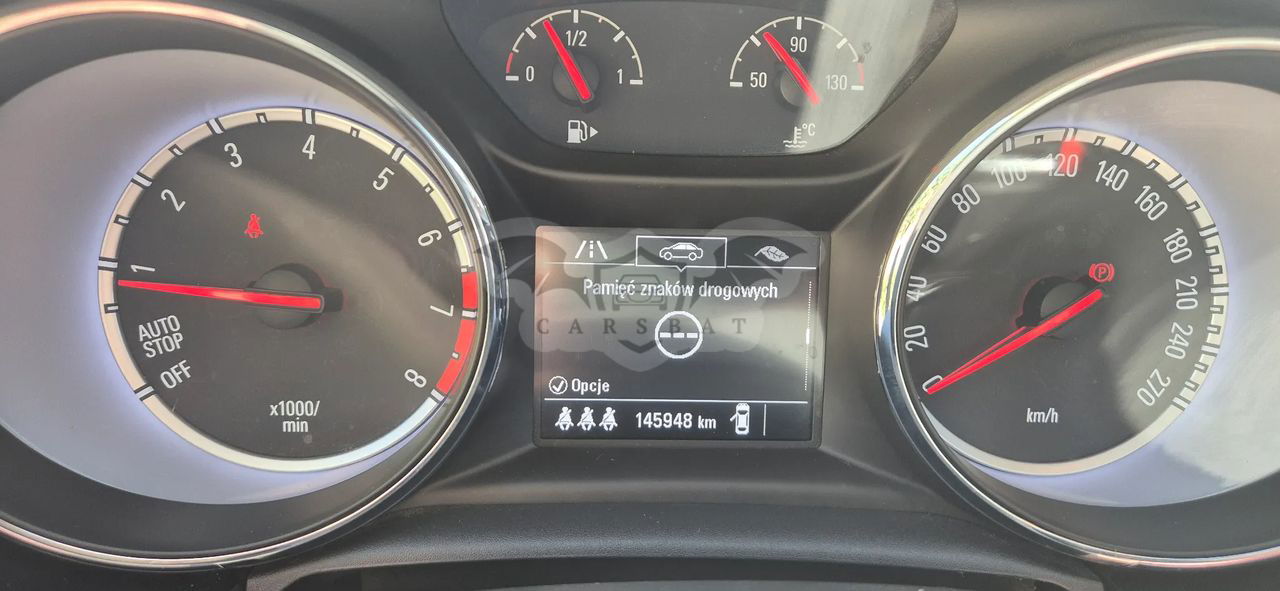 0 1/2 1
50 90 130
°C
AUTO STOP OFF 1 2 3 4 5 6 7 8
x1000/
min
Pamięć znaków drogowych
CARSBAT
---
Opcje
145948 km
0 20 40 60 80 100 120 140 160 180 210 240 270
P
km/h